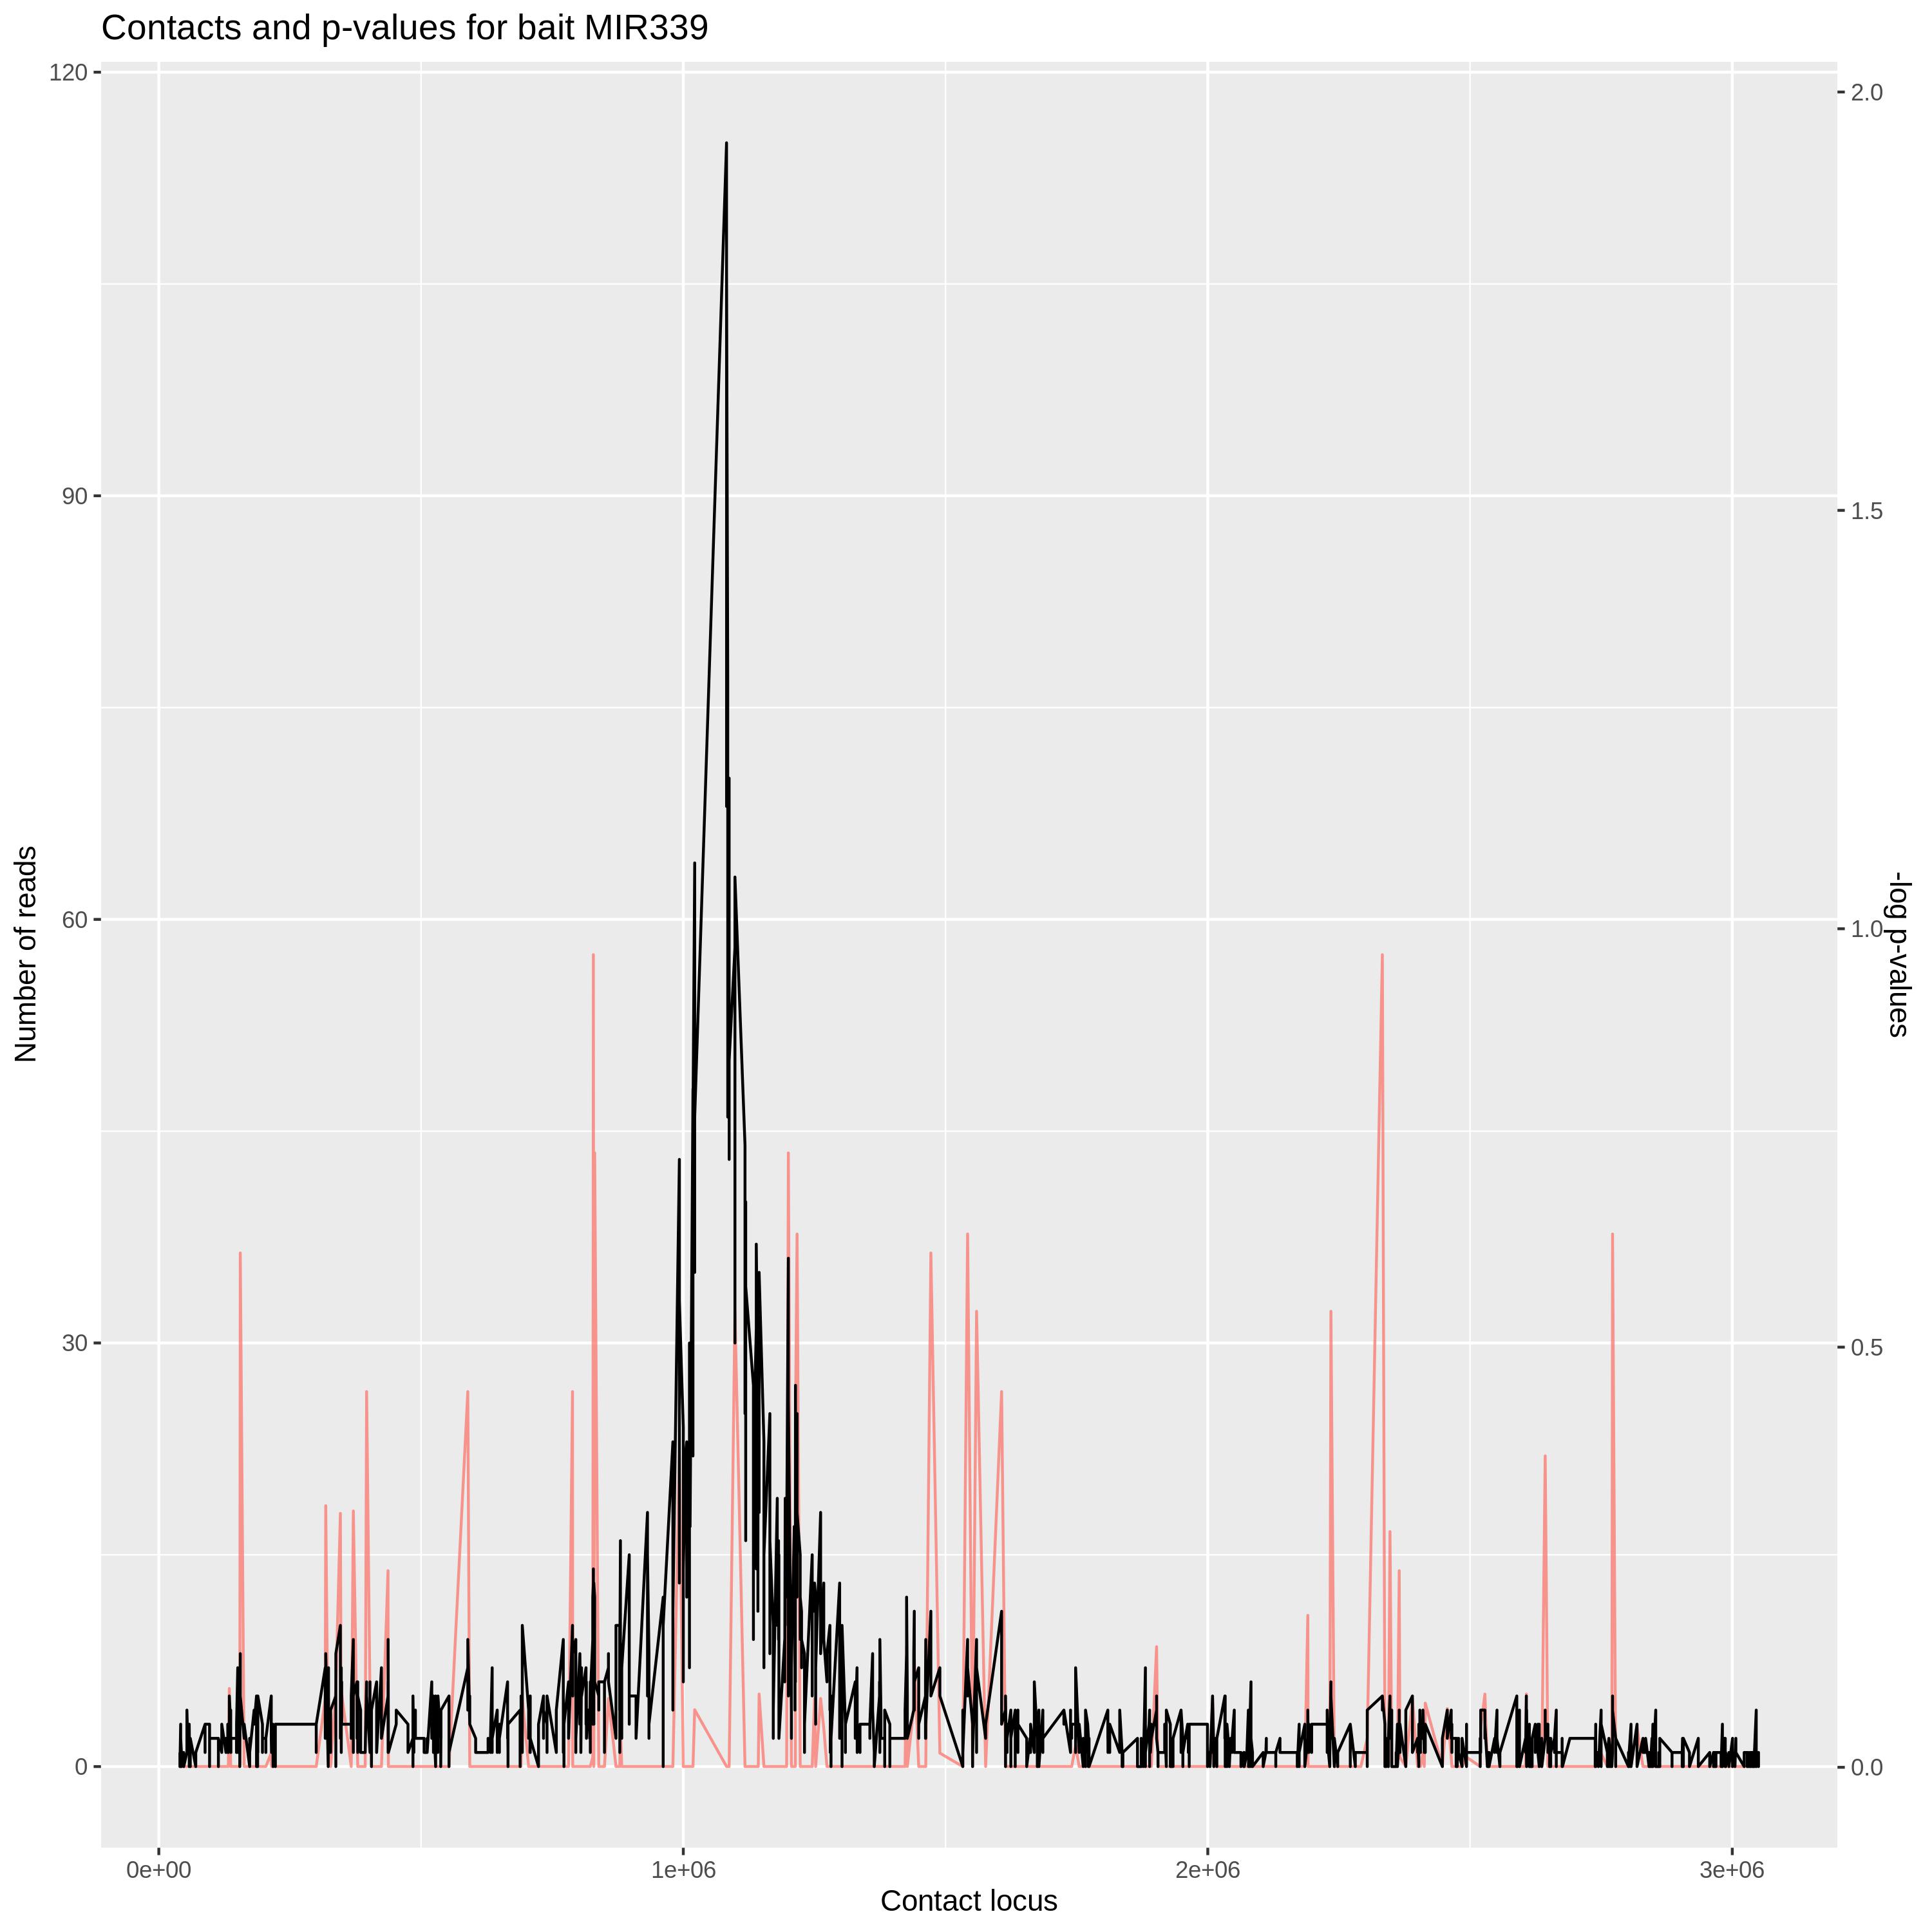 Contacts and p-values for bait MIR339
120
90
60
30
0
Number of reads
2.0
1.5
1.0
0.5
0.0
-log p-values
0e+00 1e+06 2e+06 3e+06
Contact locus